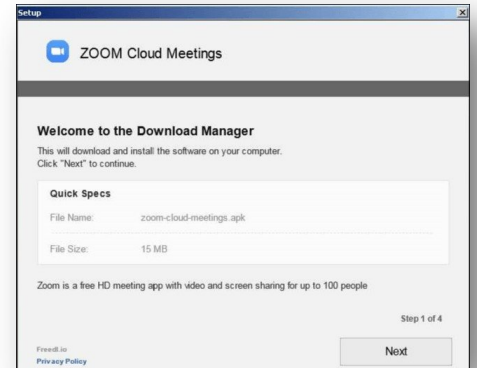 Setup
ZOOM Cloud Meetings
Welcome to the Download Manager
This will download and install the software on your computer.
Click "Next" to continue.
Quick Specs
File Name: zoom-cloud-meetings.apk
File Size: 15 MB
Zoom is a free HD meeting app with video and screen sharing for up to 100 people
Step 1 of 4
Freedl.io
Privacy Policy
Next